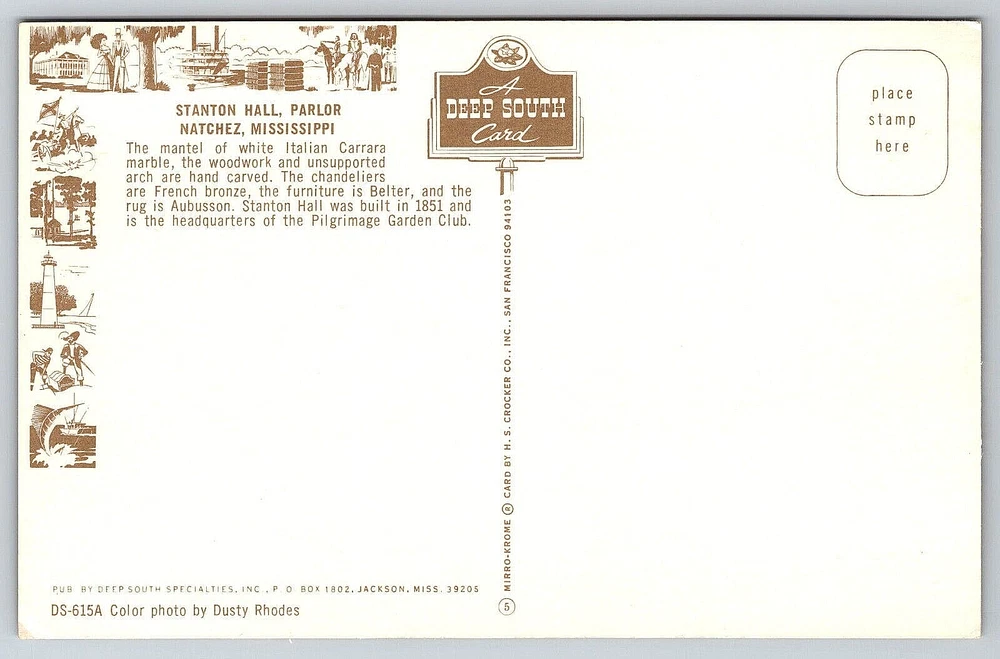 STANTON HALL, PARLOR
NATCHEZ, MISSISSIPPI
The mantel of white Italian Carrara
marble, the woodwork and unsupported
arch are hand carved. The chandeliers
are French bronze, the furniture is Belter, and the
rug is Aubusson. Stanton Hall was built in 1851 and
is the headquarters of the Pilgrimage Garden Club.
A
DEEP SOUTH
Card
place
stamp
here
MIRRO-KROME ® CARD BY H. S. CROCKER CO., INC., SAN FRANCISCO 94103
5
PUB BY DEEP SOUTH SPECIALTIES, INC., P O BOX 1802, JACKSON, MISS. 39205
DS-615A Color photo by Dusty Rhodes